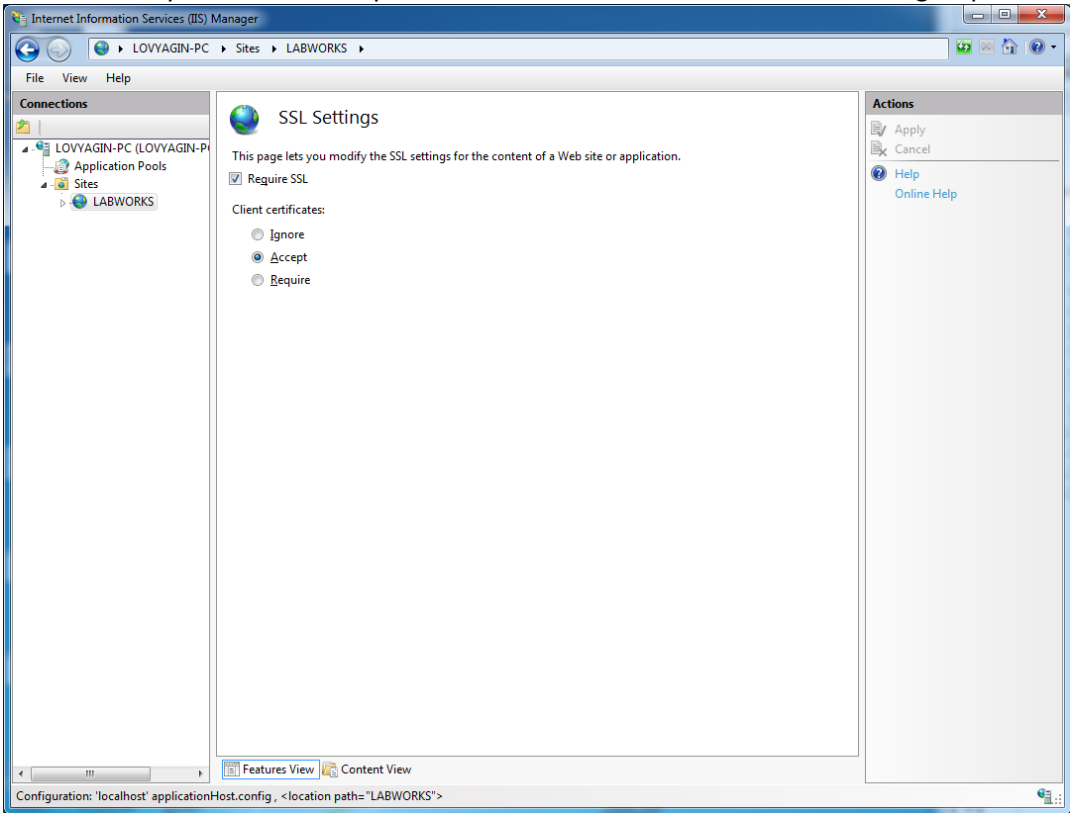 Internet Information Services (IIS) Manager
LOVYAGIN-PC Sites LABWORKS
File View Help
Connections
LOVYAGIN-PC (LOVYAGIN-P
Application Pools
Sites
LABWORKS
SSL Settings
This page lets you modify the SSL settings for the content of a Web site or application.
Require SSL
Client certificates:
Ignore
Accept
Require
Features View Content View
Actions
Apply
Cancel
Help
Online Help
Configuration: 'localhost' applicationHost.config , <location path="LABWORKS">